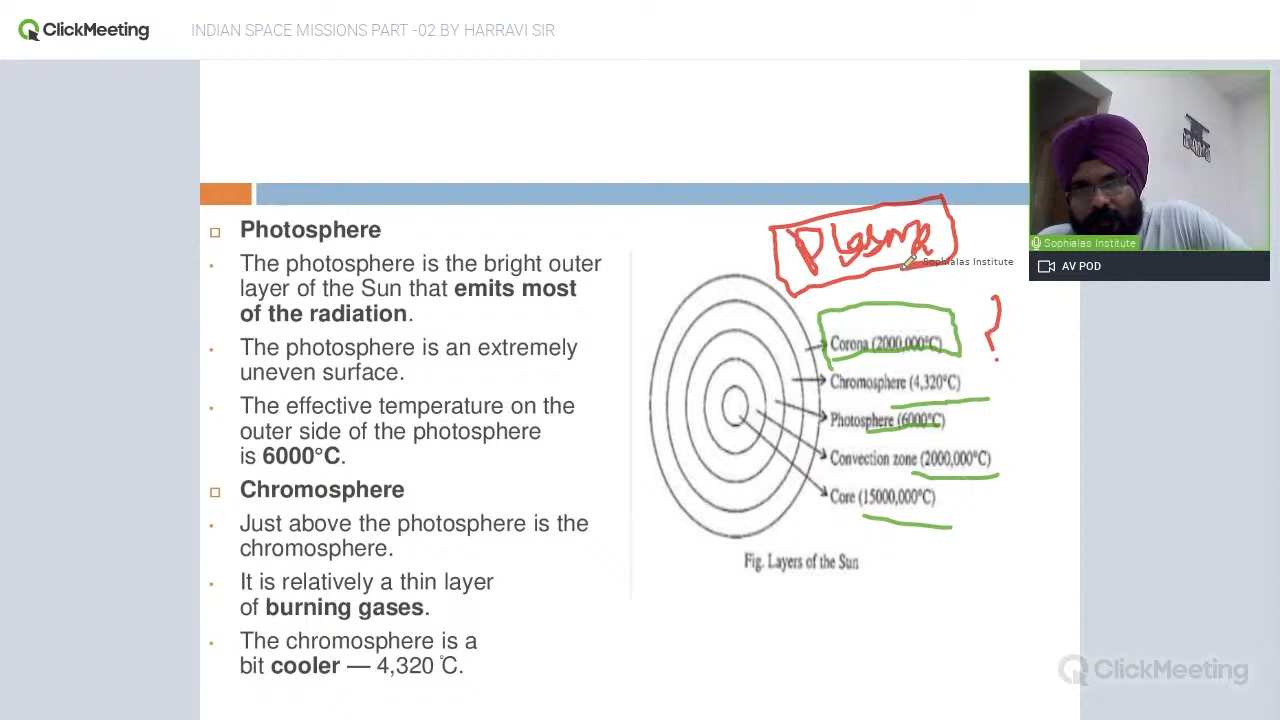 ClickMeeting
INDIAN SPACE MISSIONS PART -02 BY HARRAVI SIR
Sophialas Institute
AV POD
Photosphere
The photosphere is the bright outer
layer of the Sun that emits most
of the radiation.
The photosphere is an extremely
uneven surface.
The effective temperature on the
outer side of the photosphere
is 6000°C.
Chromosphere
Just above the photosphere is the
chromosphere.
It is relatively a thin layer
of burning gases.
The chromosphere is a
bit cooler — 4,320 °C.
Plasma
Sophialas Institute
?
Corona (2000,000°C)
Chromosphere (4,320°C)
Photosphere (6000°C)
Convection zone (2000,000°C)
Core (15000,000°C)
Fig. Layers of the Sun
ClickMeeting